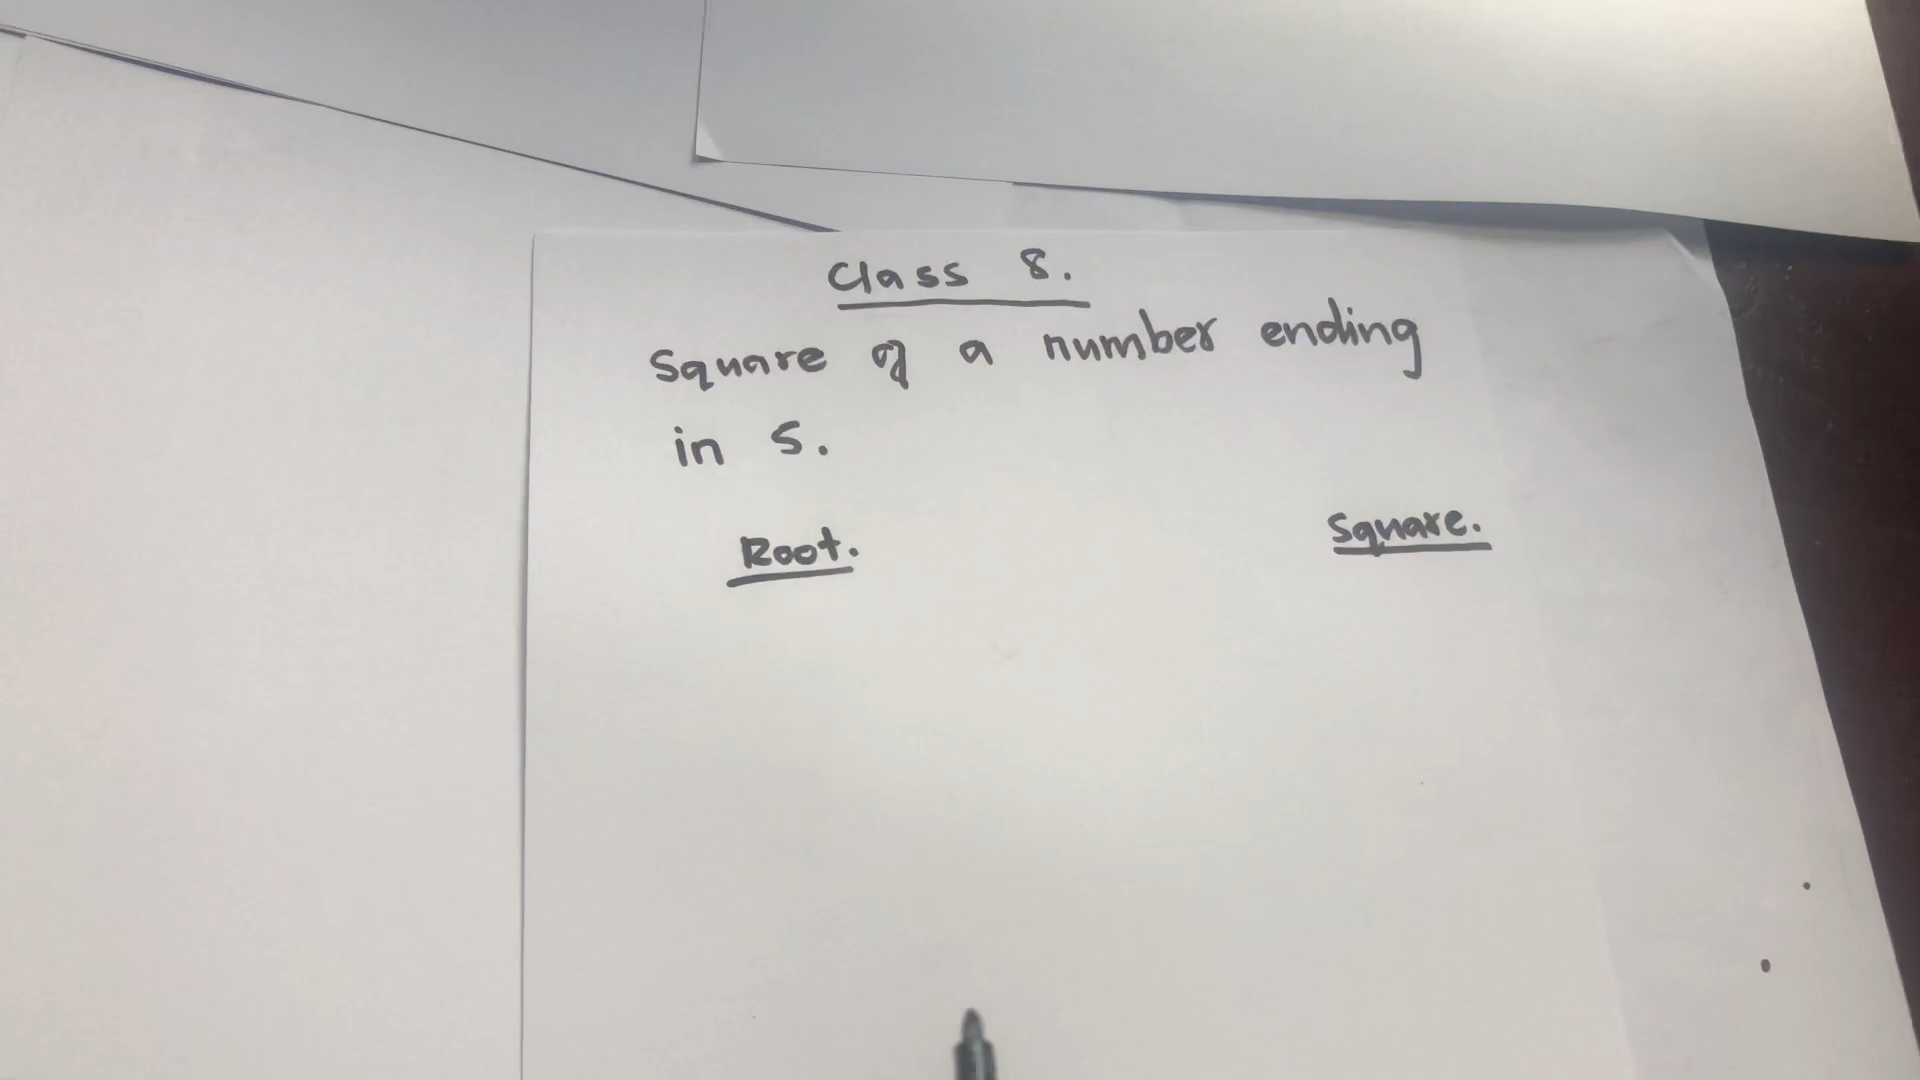 Class 8.
Square of a number ending
in 5.
Root.
Square.